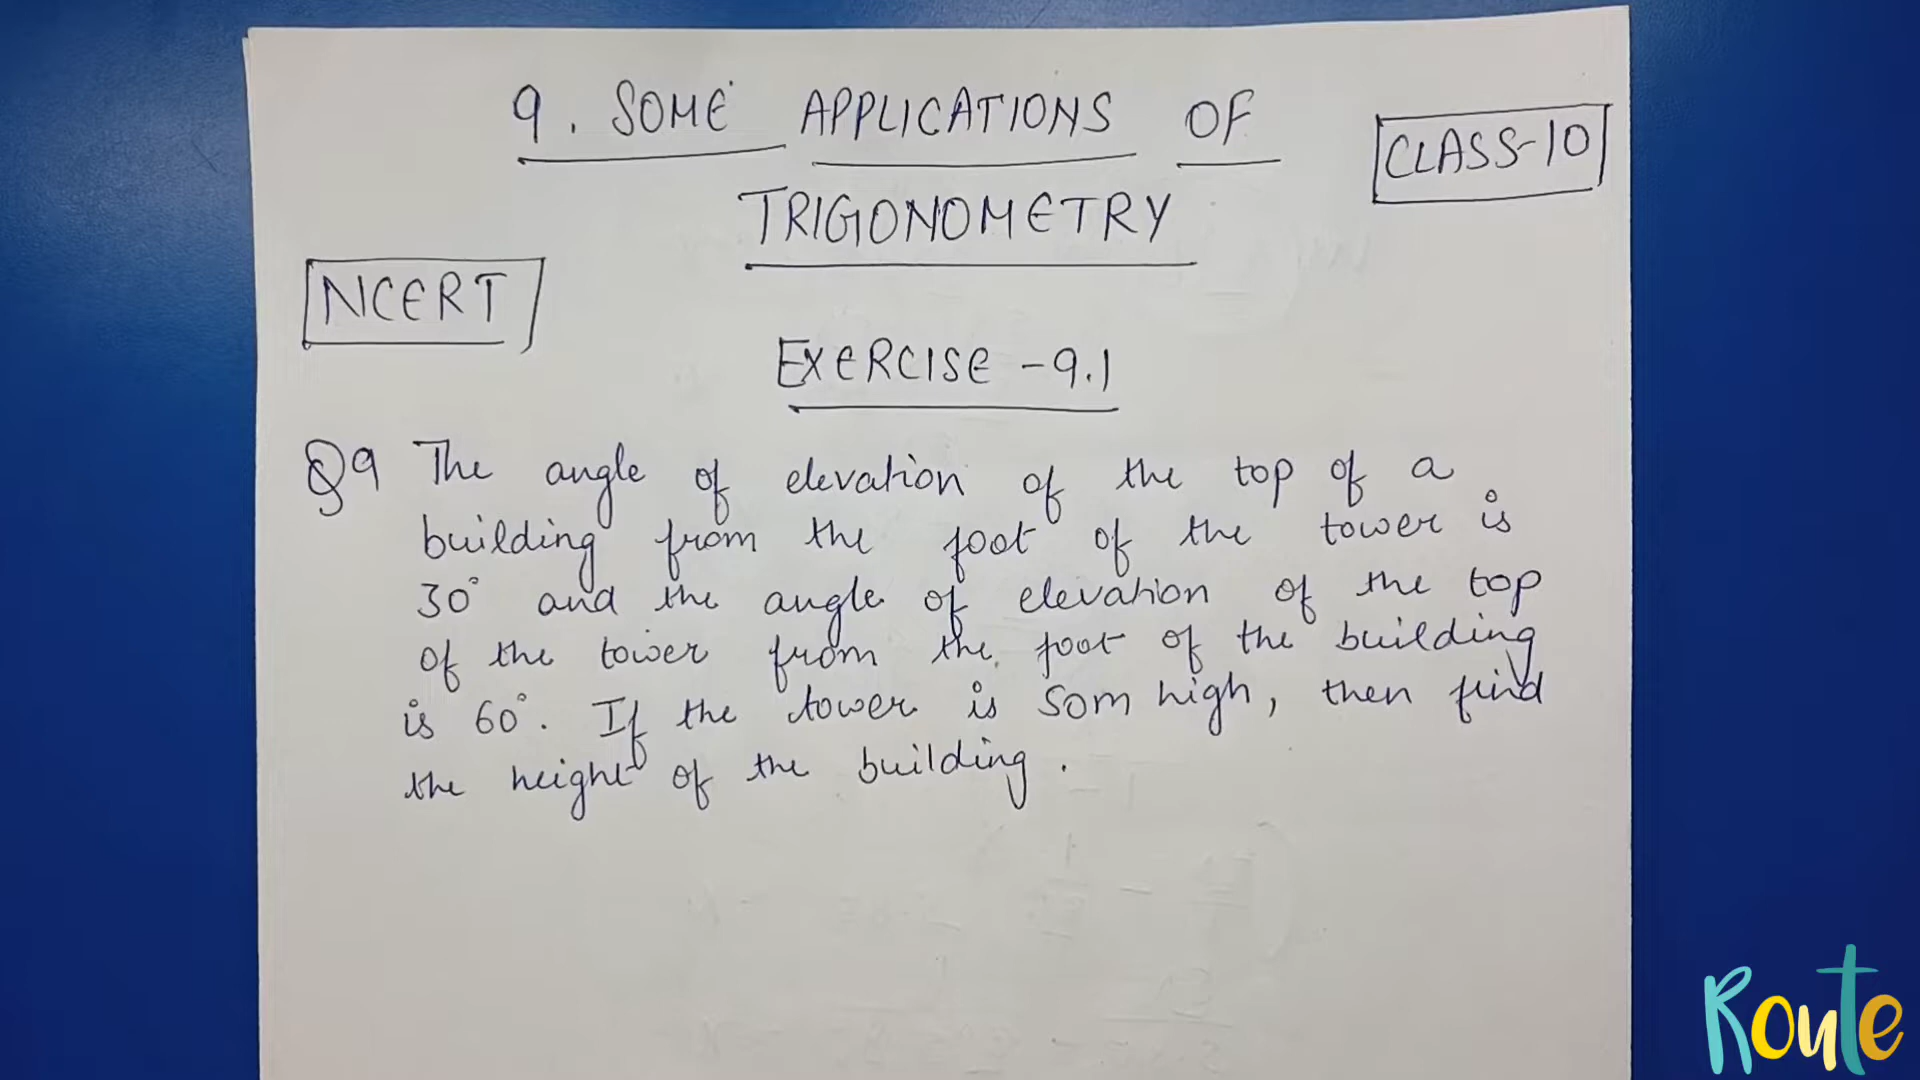 9. SOME APPLICATIONS OF
TRIGONOMETRY
CLASS-10
NCERT
EXERCISE - 9.1
Q9 The angle of elevation of the top of a
building from the foot of the tower is
30° and the angle of elevation of the top
of the tower from the foot of the building
is 60°. If the tower is 50m high, then find
the height of the building.
Route